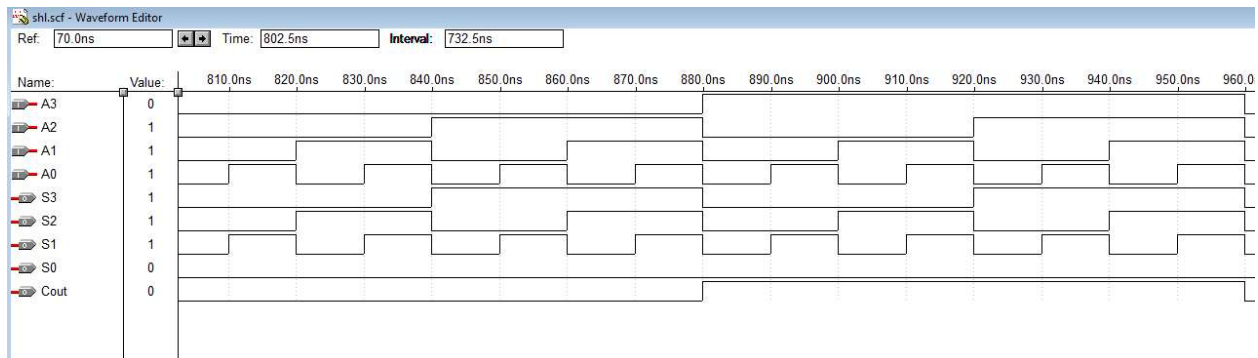 shl.scf - Waveform Editor
Ref: 70.0ns Time: 802.5ns Interval: 732.5ns
Name: Value: 810.0ns 820.0ns 830.0ns 840.0ns 850.0ns 860.0ns 870.0ns 880.0ns 890.0ns 900.0ns 910.0ns 920.0ns 930.0ns 940.0ns 950.0ns 960.0
A3 0
A2 1
A1 1
A0 1
S3 1
S2 1
S1 1
S0 0
Cout 0